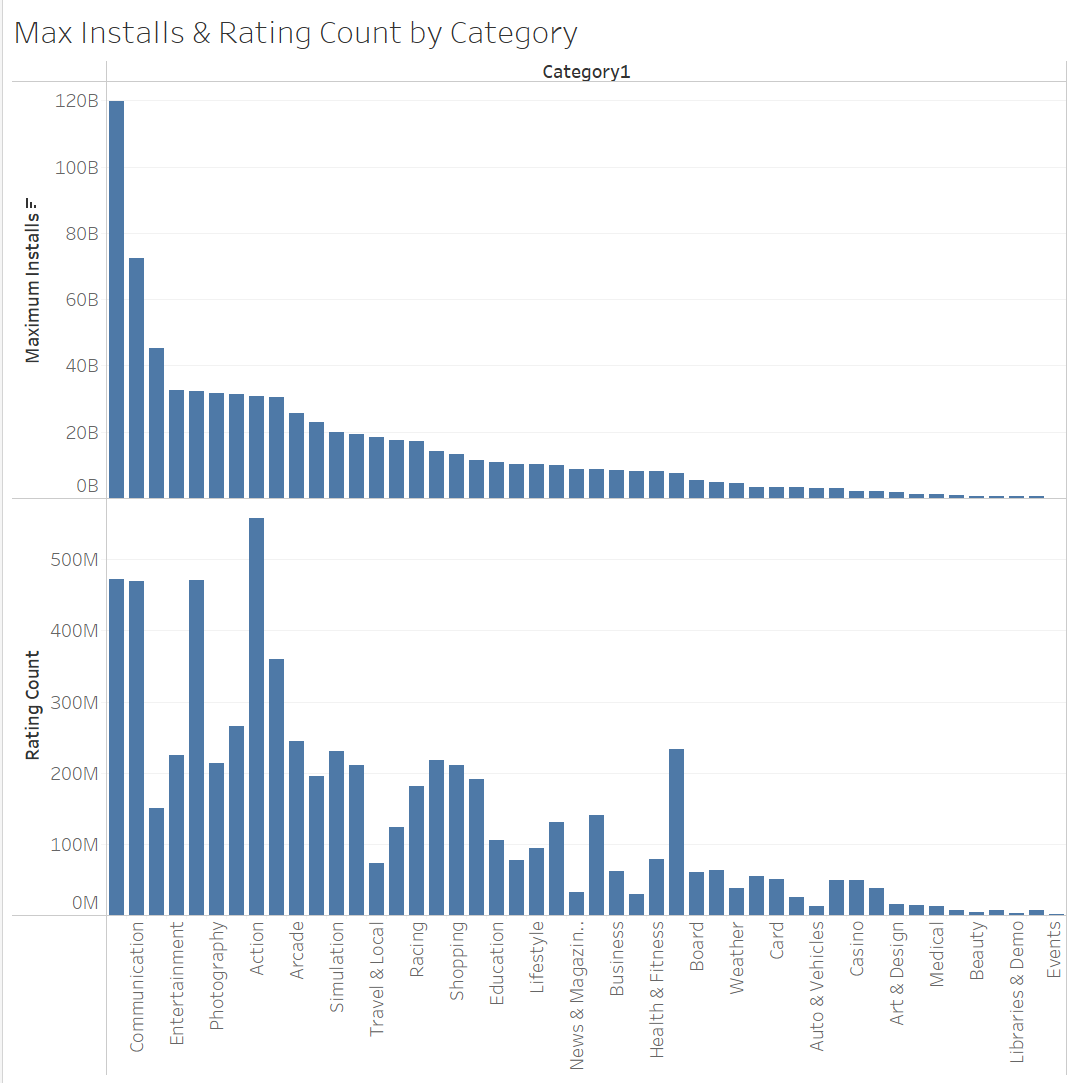 Max Installs & Rating Count by Category
Category1
Maximum Installs
120B
100B
80B
60B
40B
20B
0B
Rating Count
500M
400M
300M
200M
100M
0M
Communication
Entertainment
Photography
Action
Arcade
Simulation
Travel & Local
Racing
Shopping
Education
Lifestyle
News & Magazin..
Business
Health & Fitness
Board
Weather
Card
Auto & Vehicles
Casino
Art & Design
Medical
Beauty
Libraries & Demo
Events